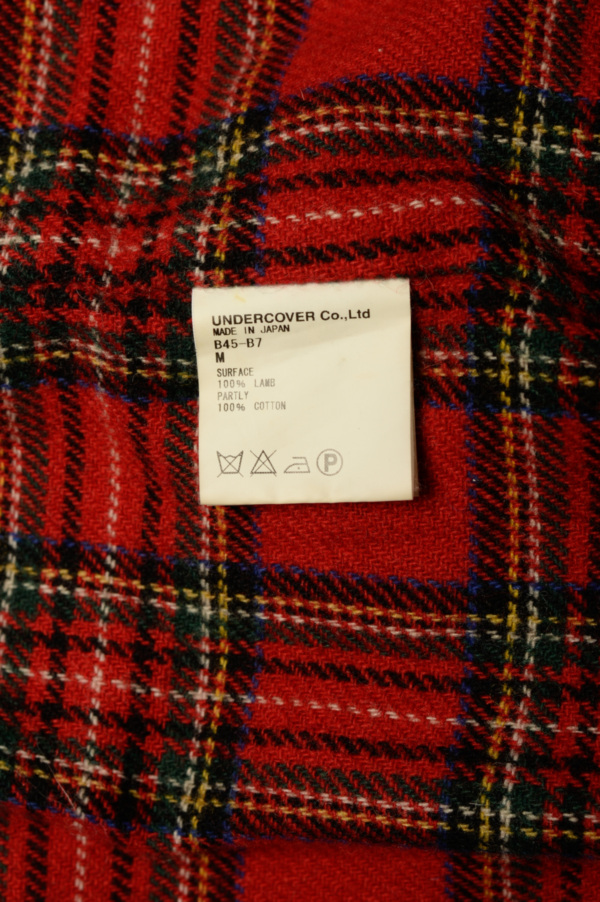 UNDERCOVER Co.,Ltd
MADE IN JAPAN
B45-B7
M
SURFACE
100% LAMB
PARTLY
100% COTTON
P